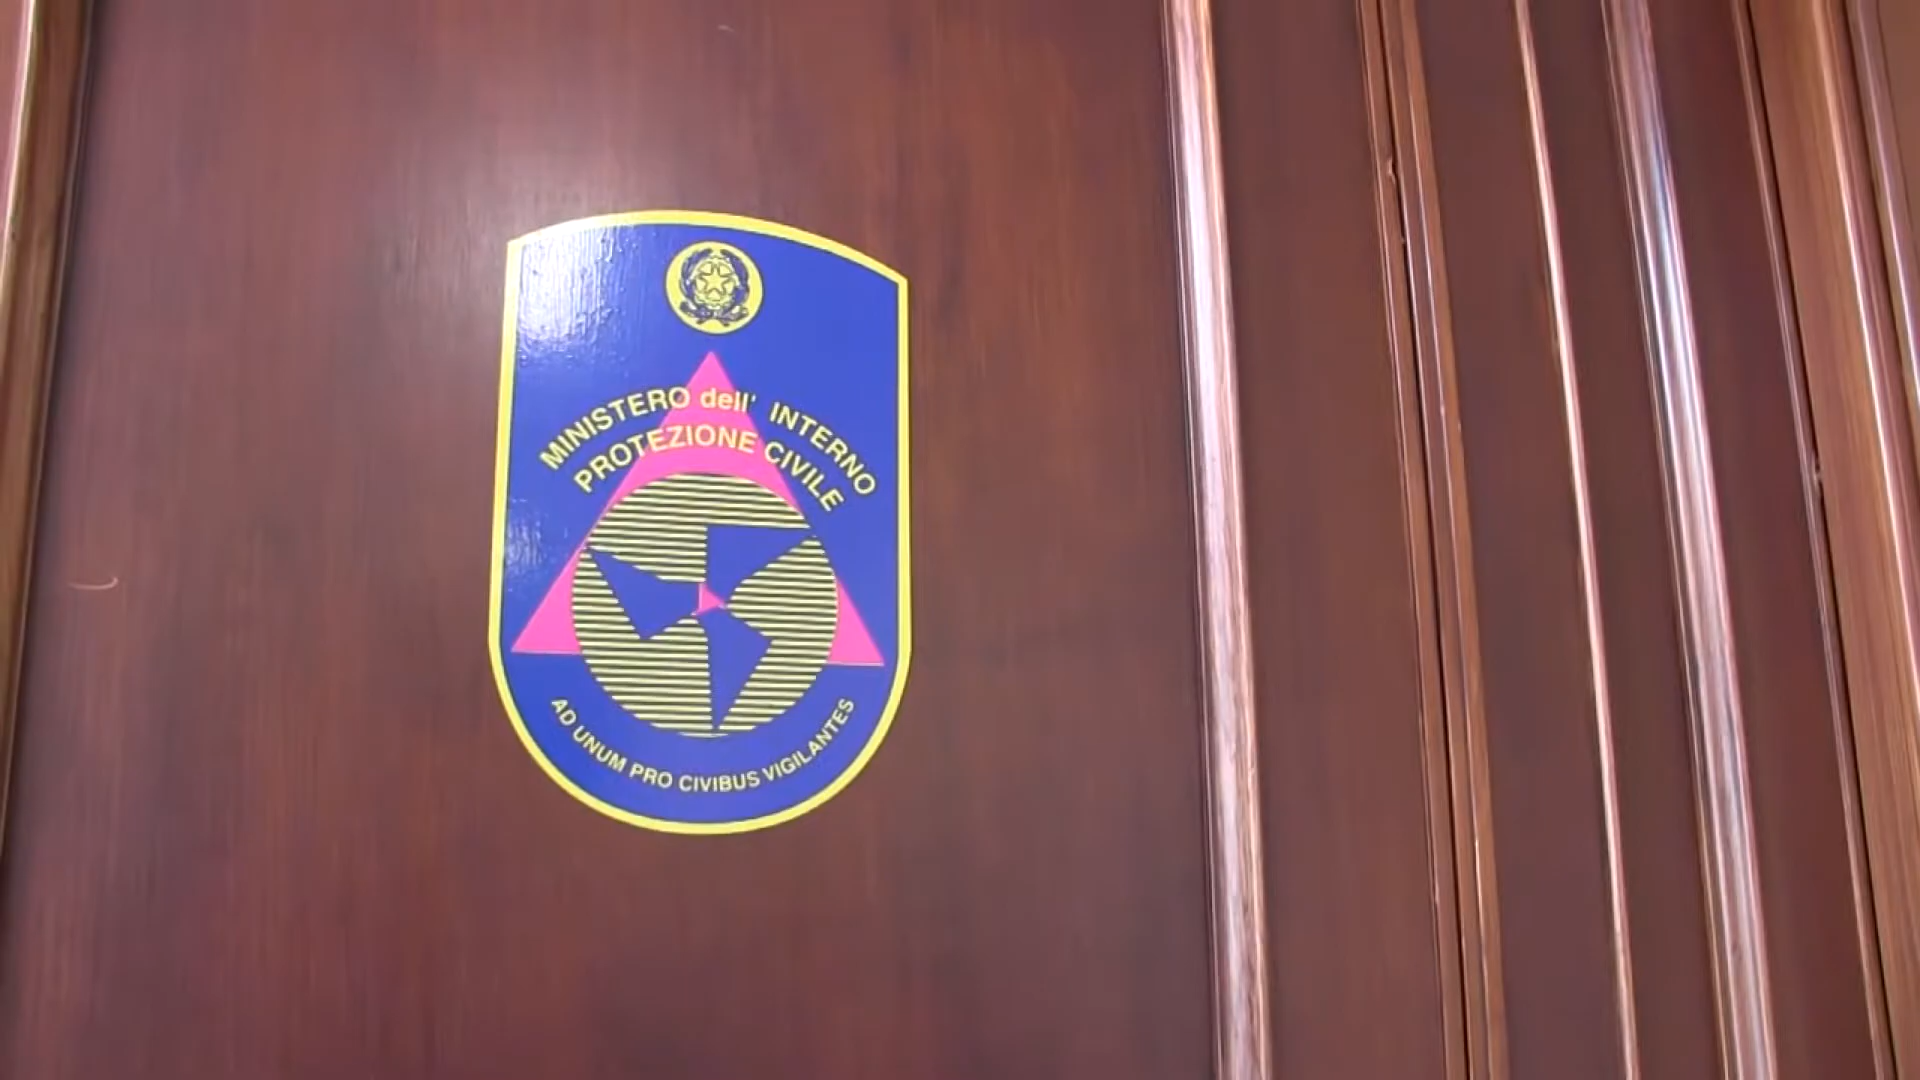 MINISTERO dell' INTERNO
PROTEZIONE CIVILE
AD UNUM PRO CIVIBUS VIGILANTES